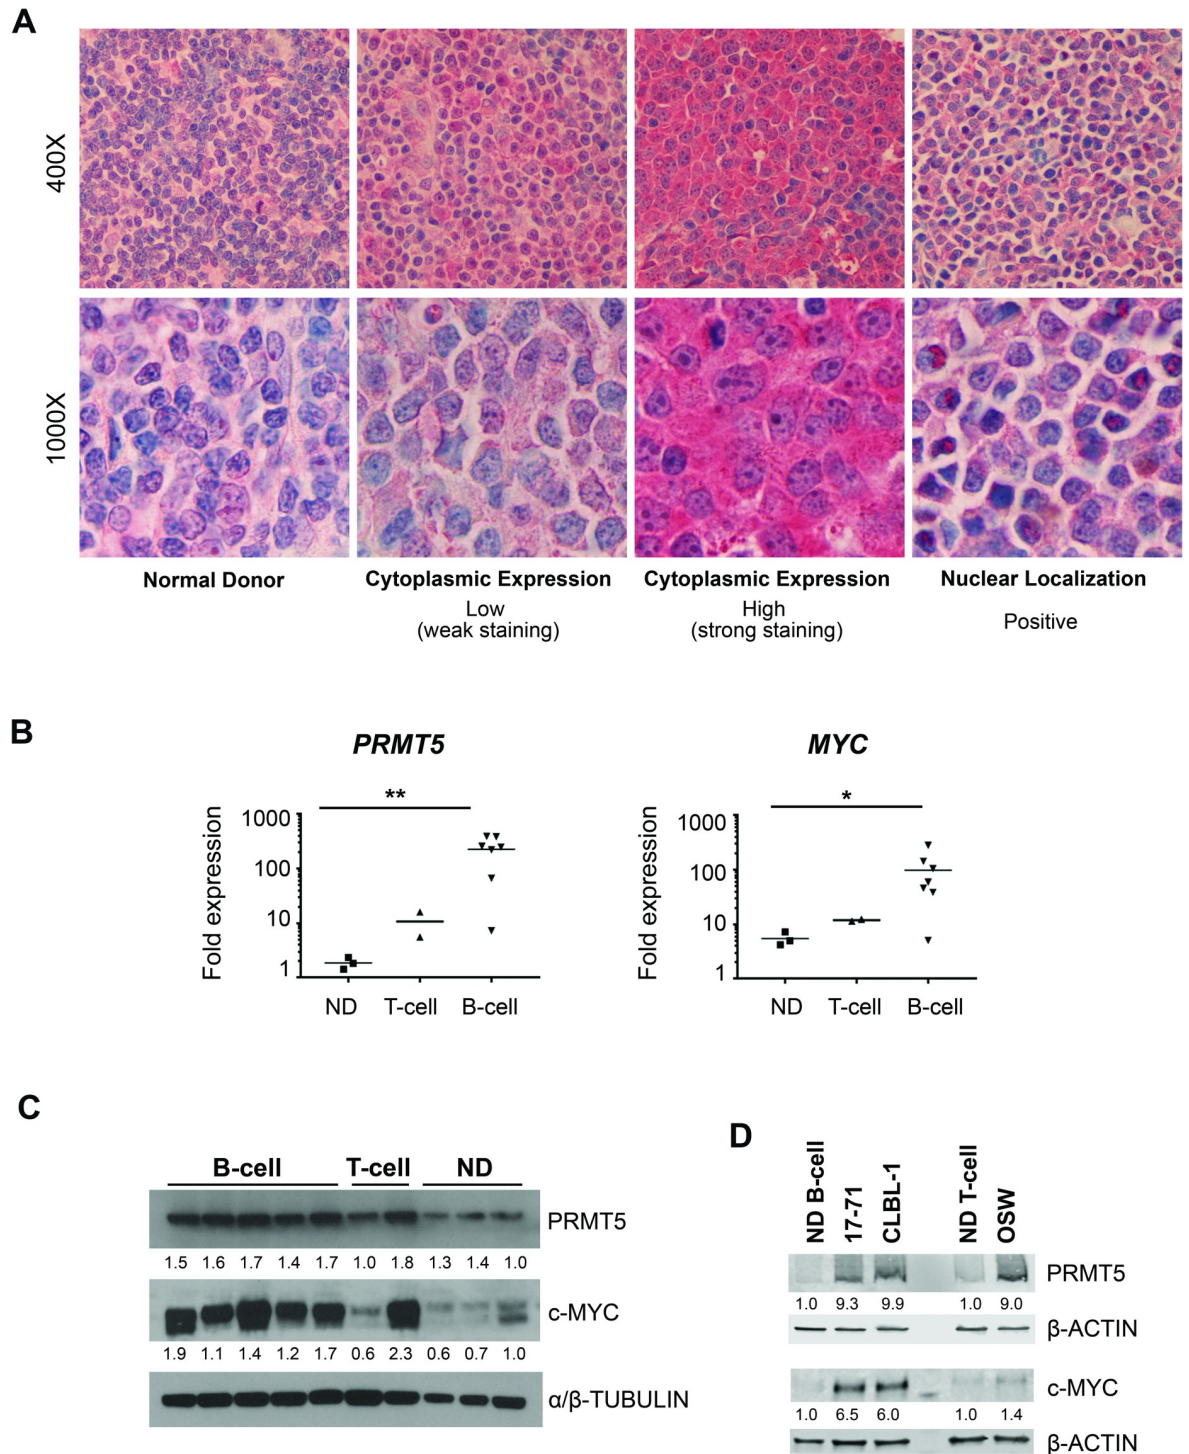 A
400X
1000X
Normal Donor
Cytoplasmic Expression
Low
(weak staining)
Cytoplasmic Expression
High
(strong staining)
Nuclear Localization
Positive
B
PRMT5
**
Fold expression
1000
100
10
1
ND T-cell B-cell
MYC
*
Fold expression
1000
100
10
1
ND T-cell B-cell
C
B-cell T-cell ND
PRMT5
1.5 1.6 1.7 1.4 1.7 1.0 1.8 1.3 1.4 1.0
c-MYC
1.9 1.1 1.4 1.2 1.7 0.6 2.3 0.6 0.7 1.0
α/β-TUBULIN
D
ND B-cell
17-71
CLBL-1
ND T-cell
OSW
PRMT5
1.0 9.3 9.9 1.0 9.0
β-ACTIN
c-MYC
1.0 6.5 6.0 1.0 1.4
β-ACTIN